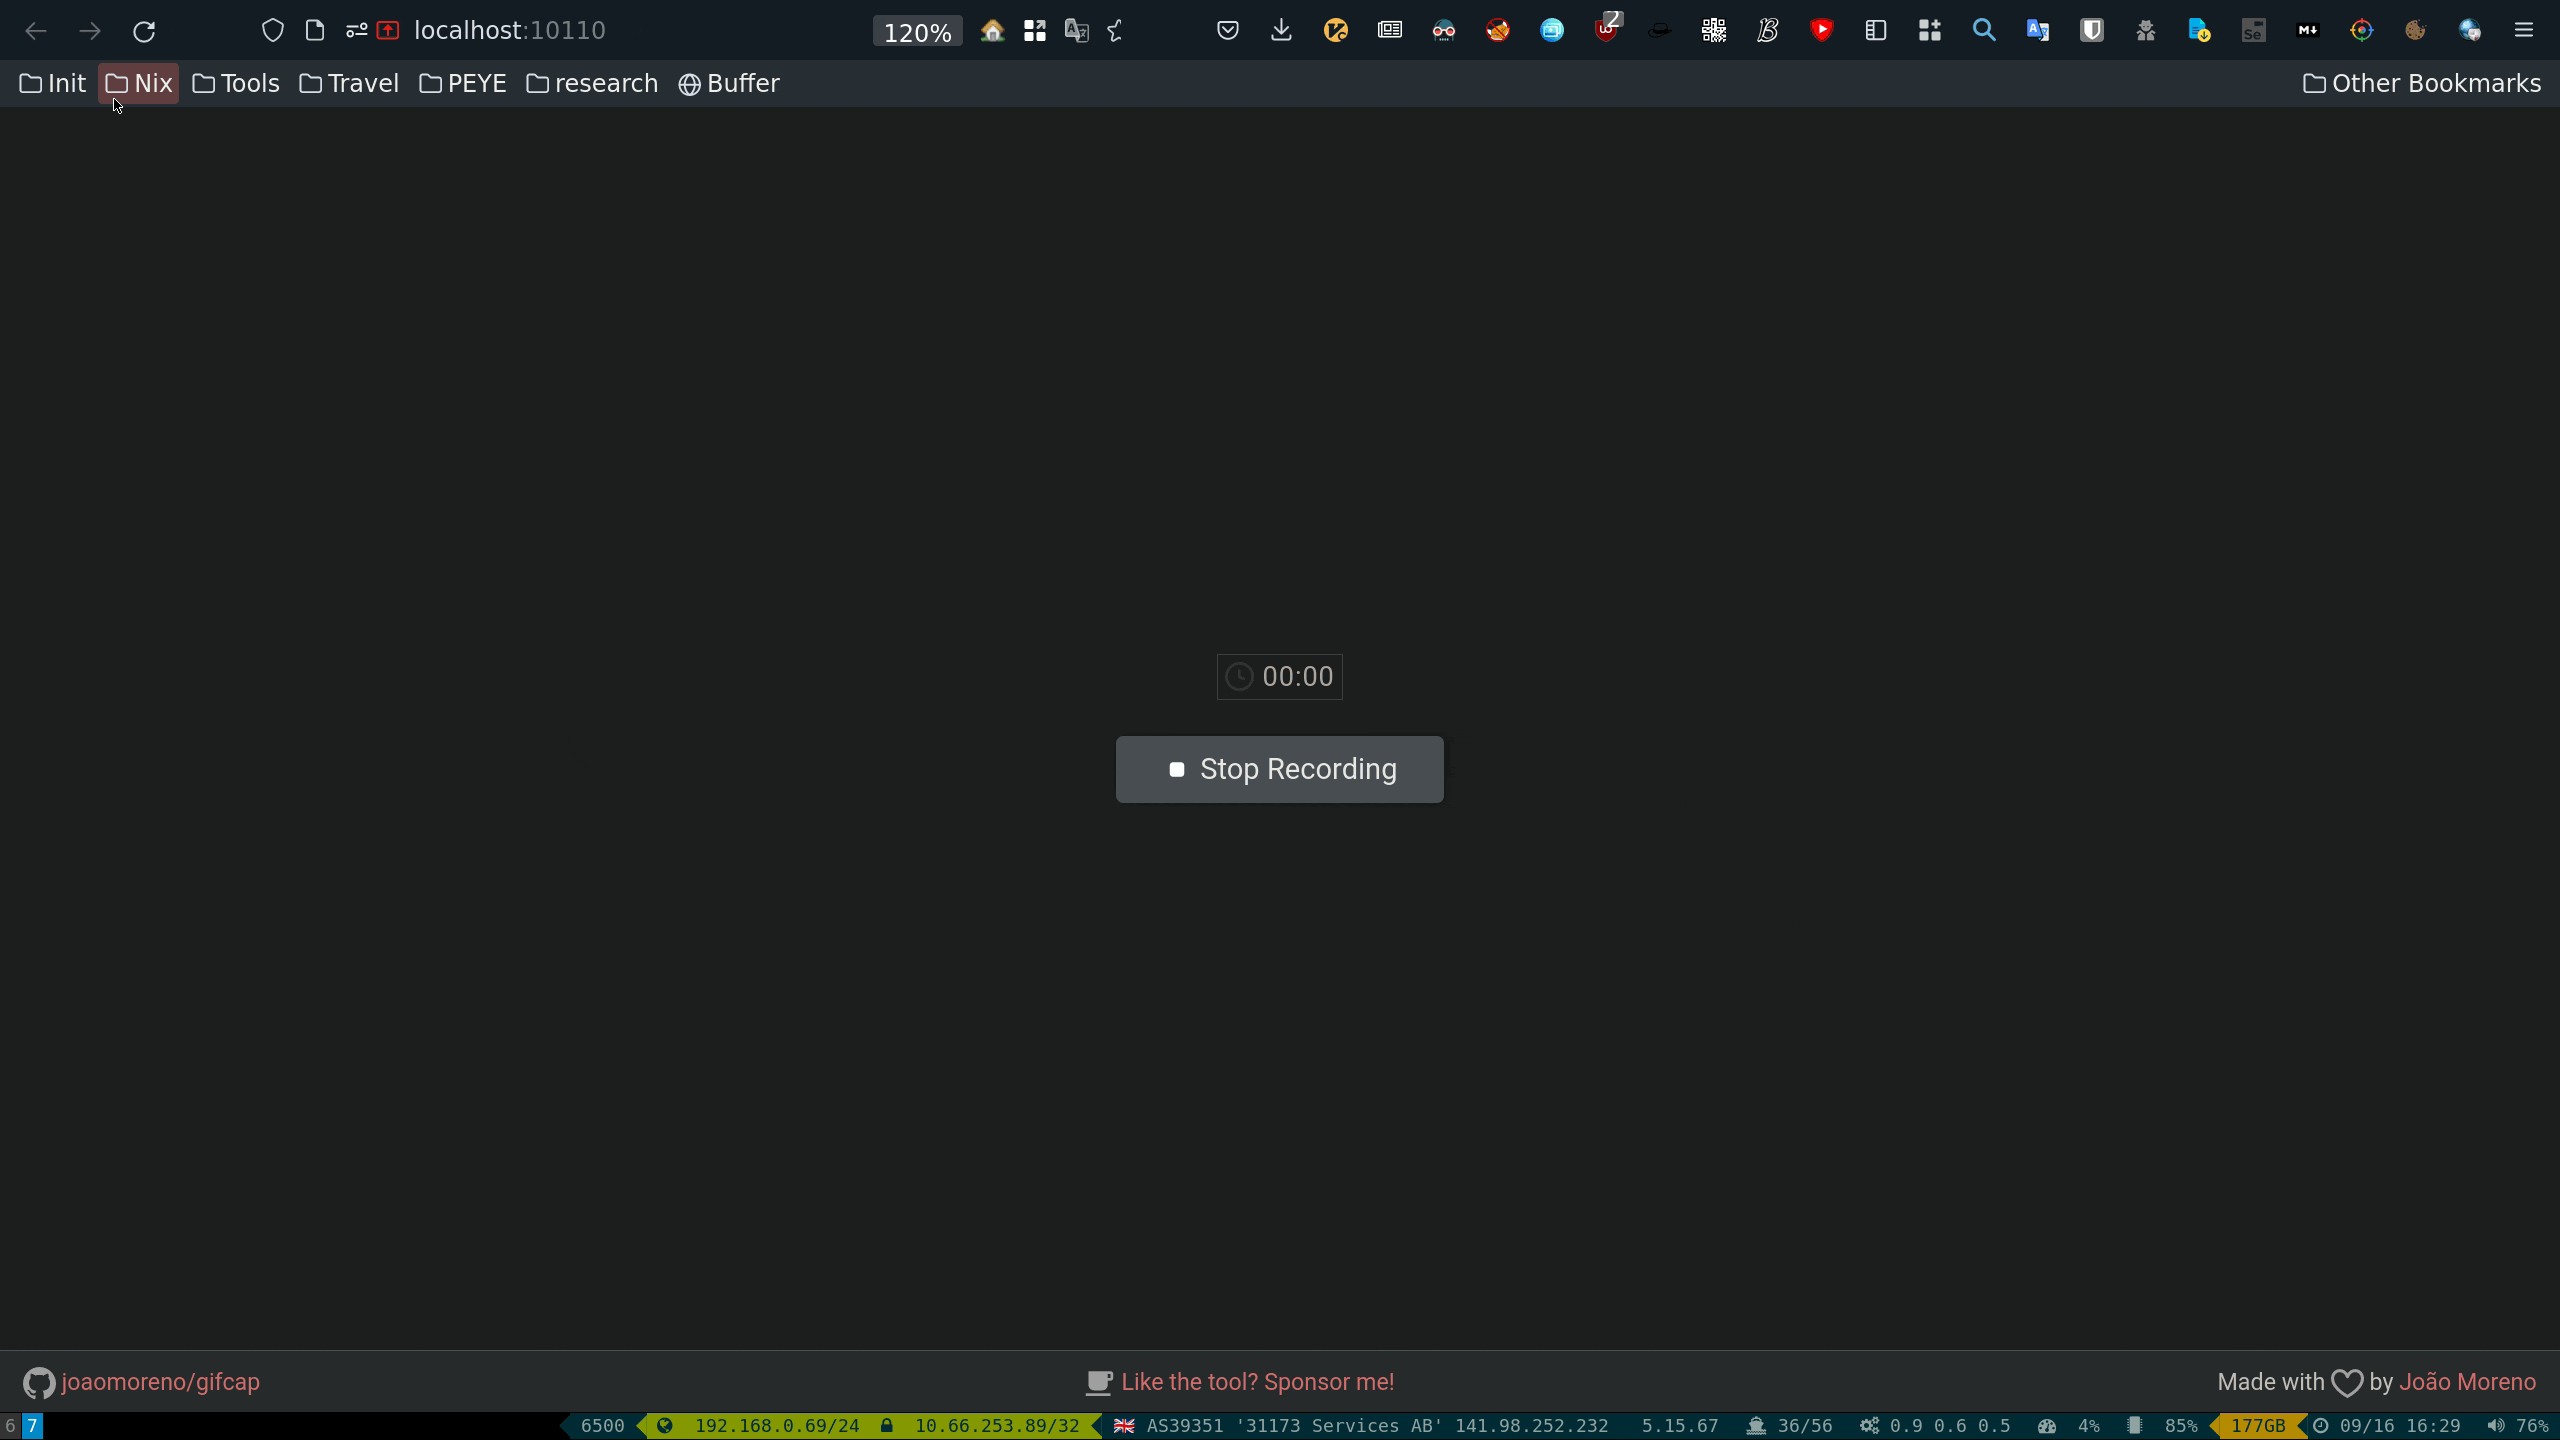 localhost:10110
120%
2
Se
M
Init
Nix
Tools
Travel
PEYE
research
Buffer
Other Bookmarks
00:00
Stop Recording
joaomoreno/gifcap
Like the tool? Sponsor me!
Made with by João Moreno
6 7 6500 192.168.0.69/24 10.66.253.89/32 AS39351 '31173 Services AB' 141.98.252.232 5.15.67 36/56 0.9 0.6 0.5 4% 85% 177GB 09/16 16:29 76%